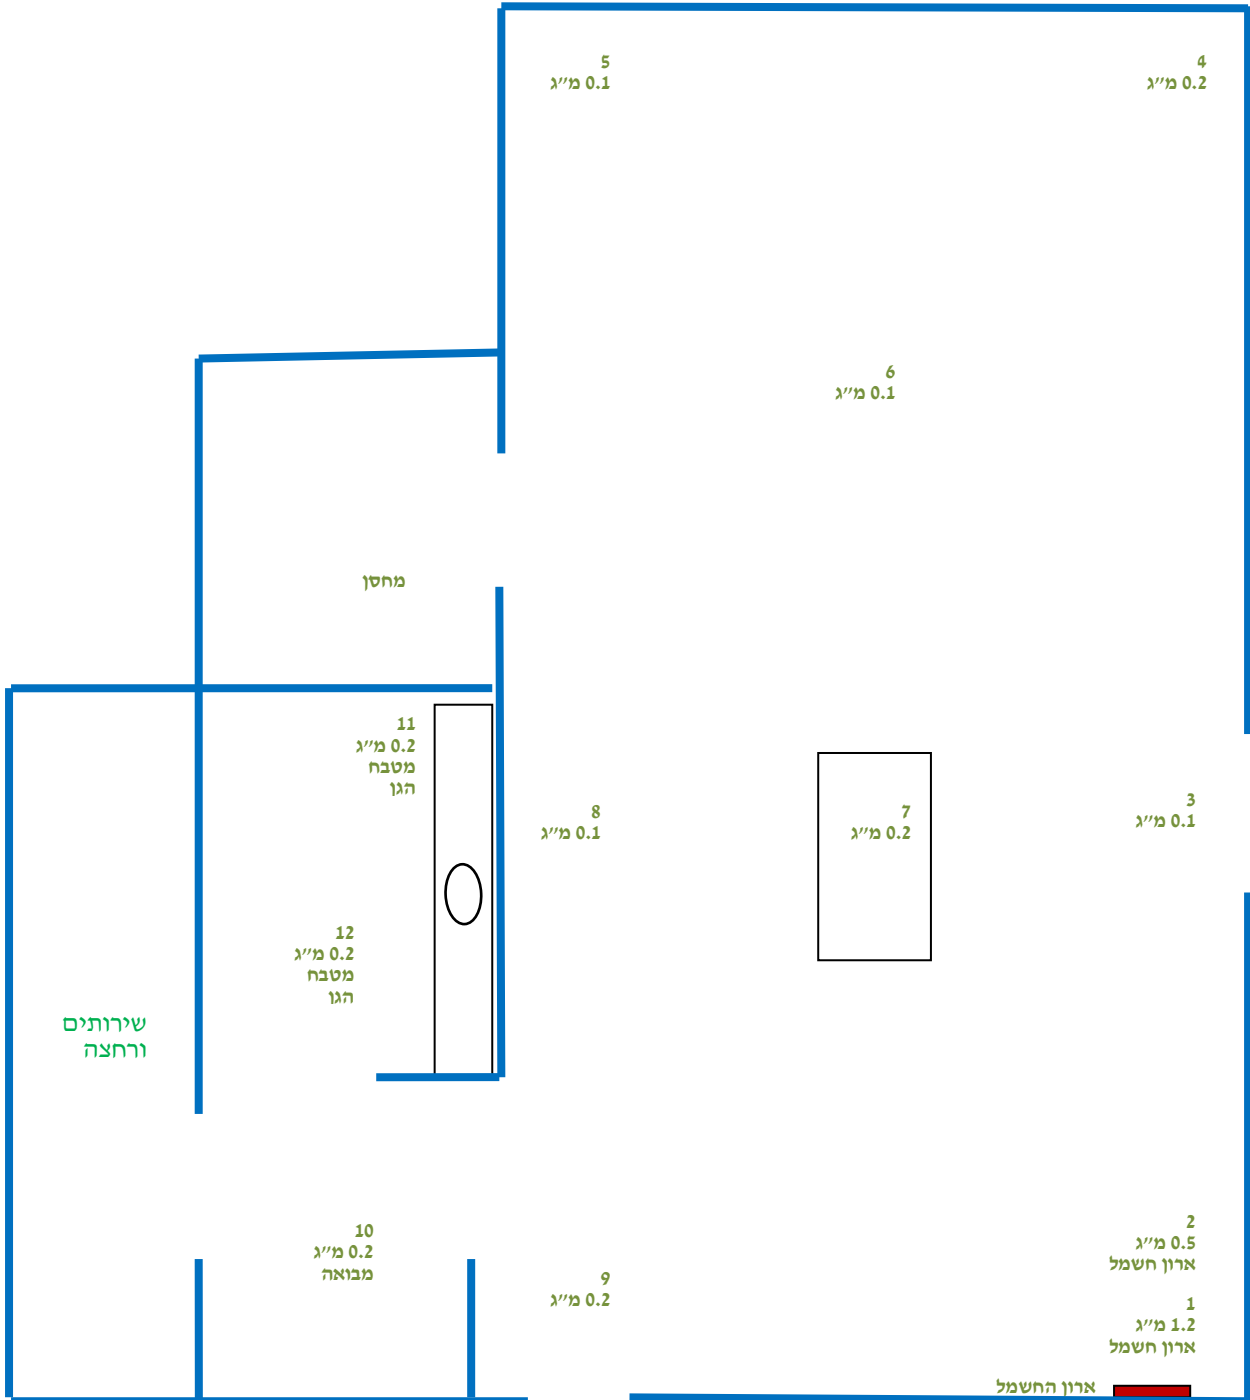 5
0.1 מ״ג
4
0.2 מ״ג
6
0.1 מ״ג
מחסן
11
0.2 מ״ג
מטבח
הגן
8
0.1 מ״ג
7
0.2 מ״ג
3
0.1 מ״ג
12
0.2 מ״ג
מטבח
הגן
שירותים
ורחצה
10
0.2 מ״ג
מבואה
9
0.2 מ״ג
2
0.5 מ״ג
ארון חשמל
1
1.2 מ״ג
ארון חשמל
ארון החשמל